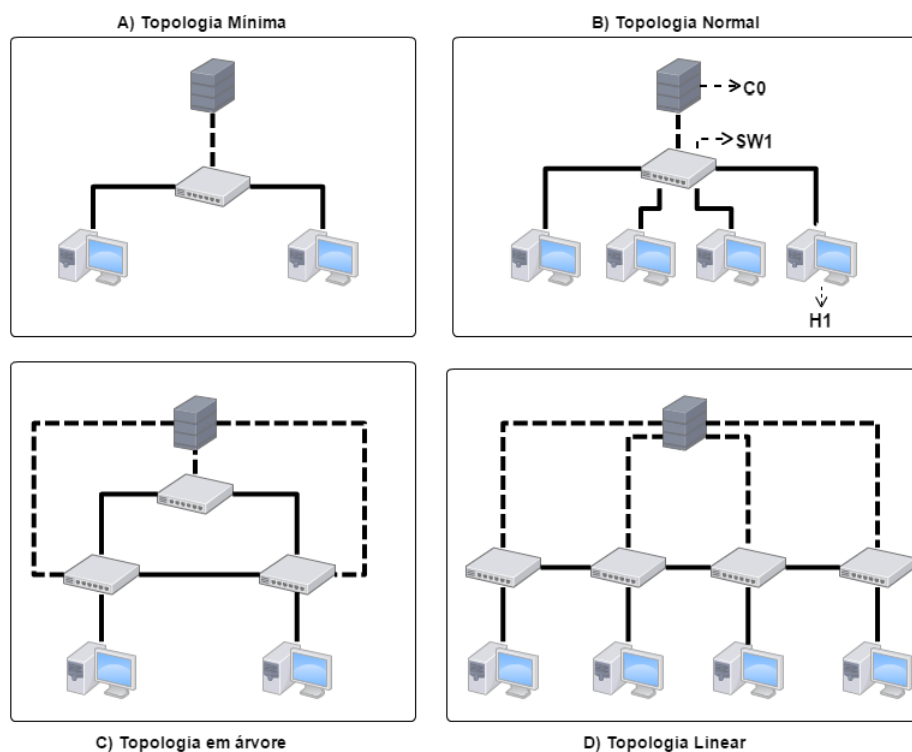 A) Topologia Mínima
B) Topologia Normal
C0
SW1
H1
C) Topologia em árvore
D) Topologia Linear